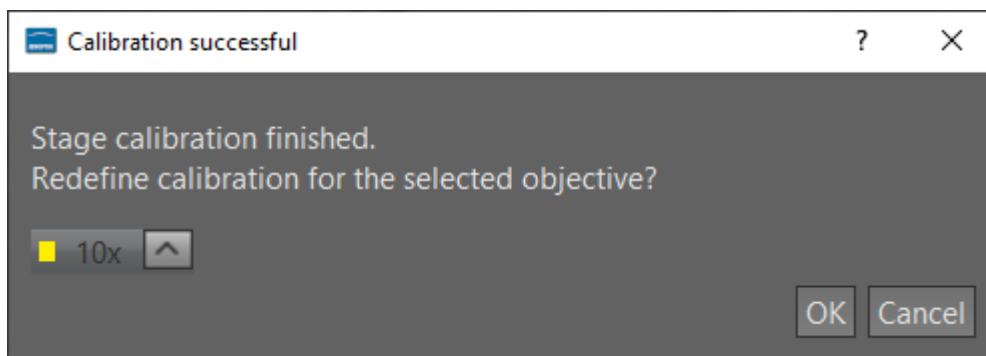 Calibration successful
?
Stage calibration finished.
Redefine calibration for the selected objective?
10x
OK Cancel